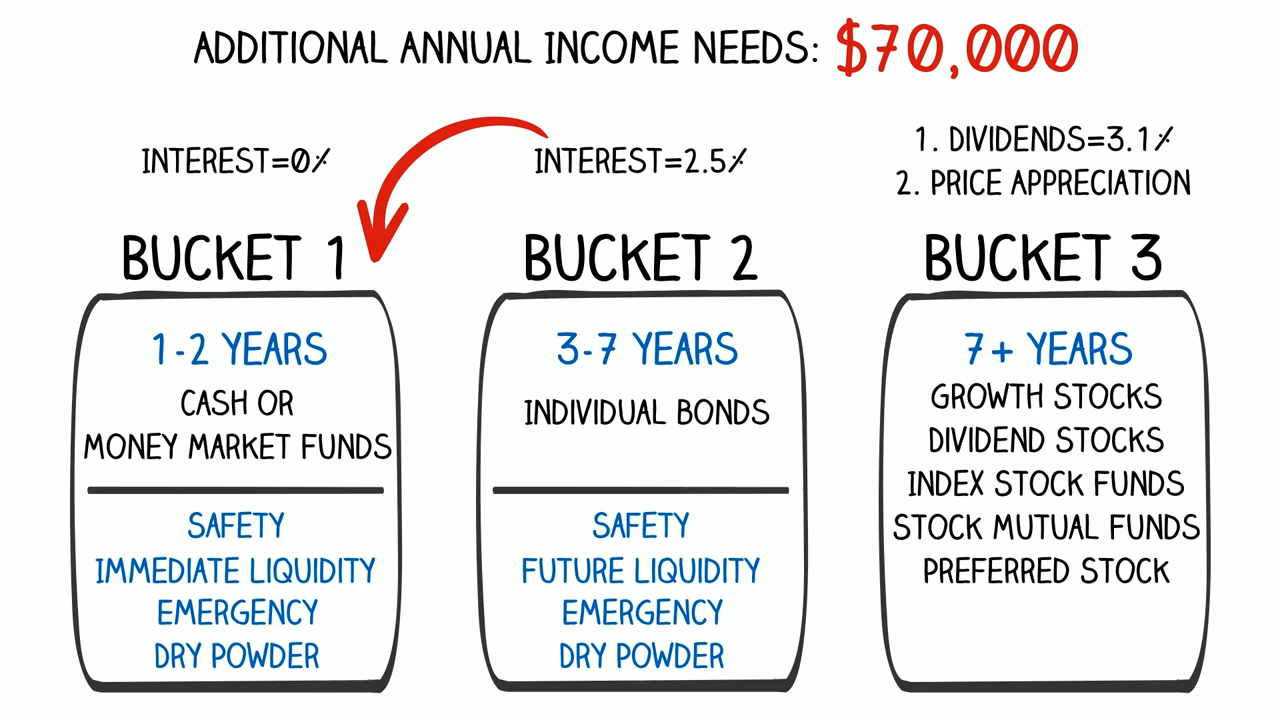 ADDITIONAL ANNUAL INCOME NEEDS: $70,000
INTEREST=0%
INTEREST=2.5%
1. DIVIDENDS=3.1%
2. PRICE APPRECIATION
BUCKET 1
1-2 YEARS
CASH OR
MONEY MARKET FUNDS
SAFETY
IMMEDIATE LIQUIDITY
EMERGENCY
DRY POWDER
BUCKET 2
3-7 YEARS
INDIVIDUAL BONDS
SAFETY
FUTURE LIQUIDITY
EMERGENCY
DRY POWDER
BUCKET 3
7+ YEARS
GROWTH STOCKS
DIVIDEND STOCKS
INDEX STOCK FUNDS
STOCK MUTUAL FUNDS
PREFERRED STOCK